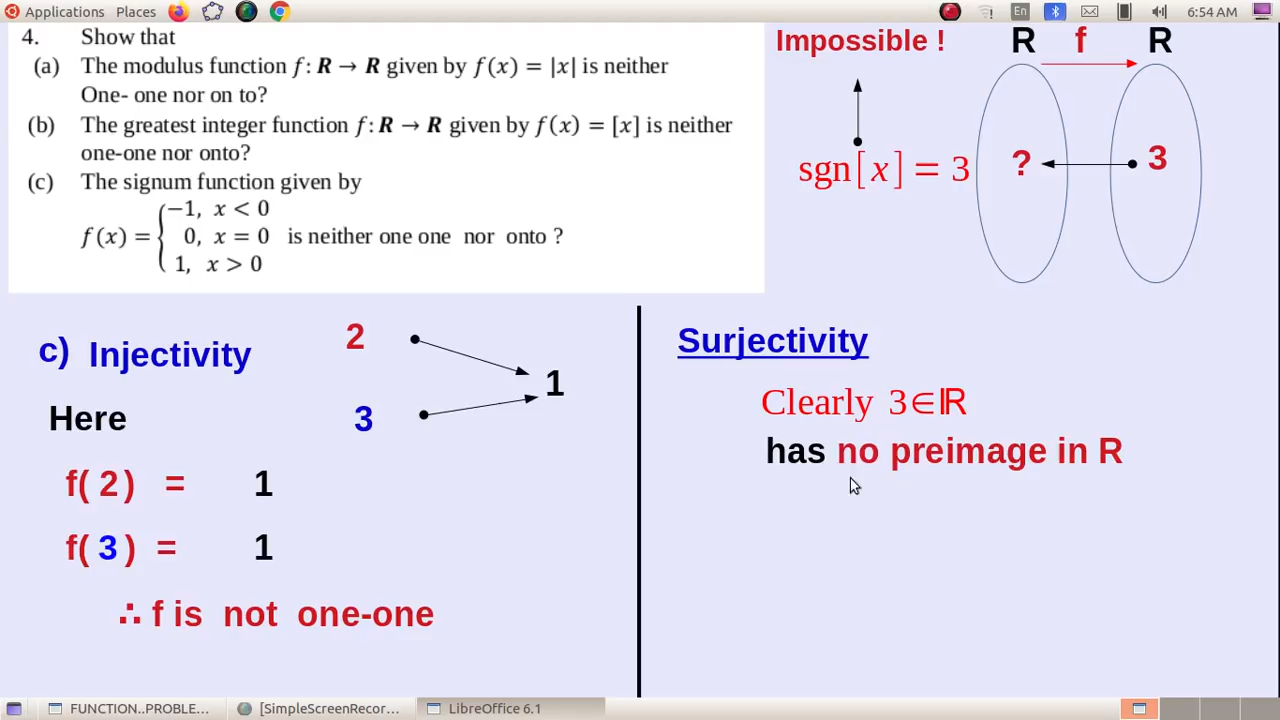 Applications Places En 6:54 AM
4. Show that
(a) The modulus function f: R → R given by f(x) = |x| is neither
One- one nor on to?
(b) The greatest integer function f: R → R given by f(x) = [x] is neither
one-one nor onto?
(c) The signum function given by
f(x) = { −1, x < 0
0, x = 0 is neither one one nor onto ?
1, x > 0
Impossible !
R f R
sgn[x] = 3
? 3
c) Injectivity
2
1
3
Here
f( 2 ) = 1
f( 3 ) = 1
∴ f is not one-one
Surjectivity
Clearly 3∈ℝ
has no preimage in R
FUNCTION..PROBLE... [SimpleScreenRecor... LibreOffice 6.1